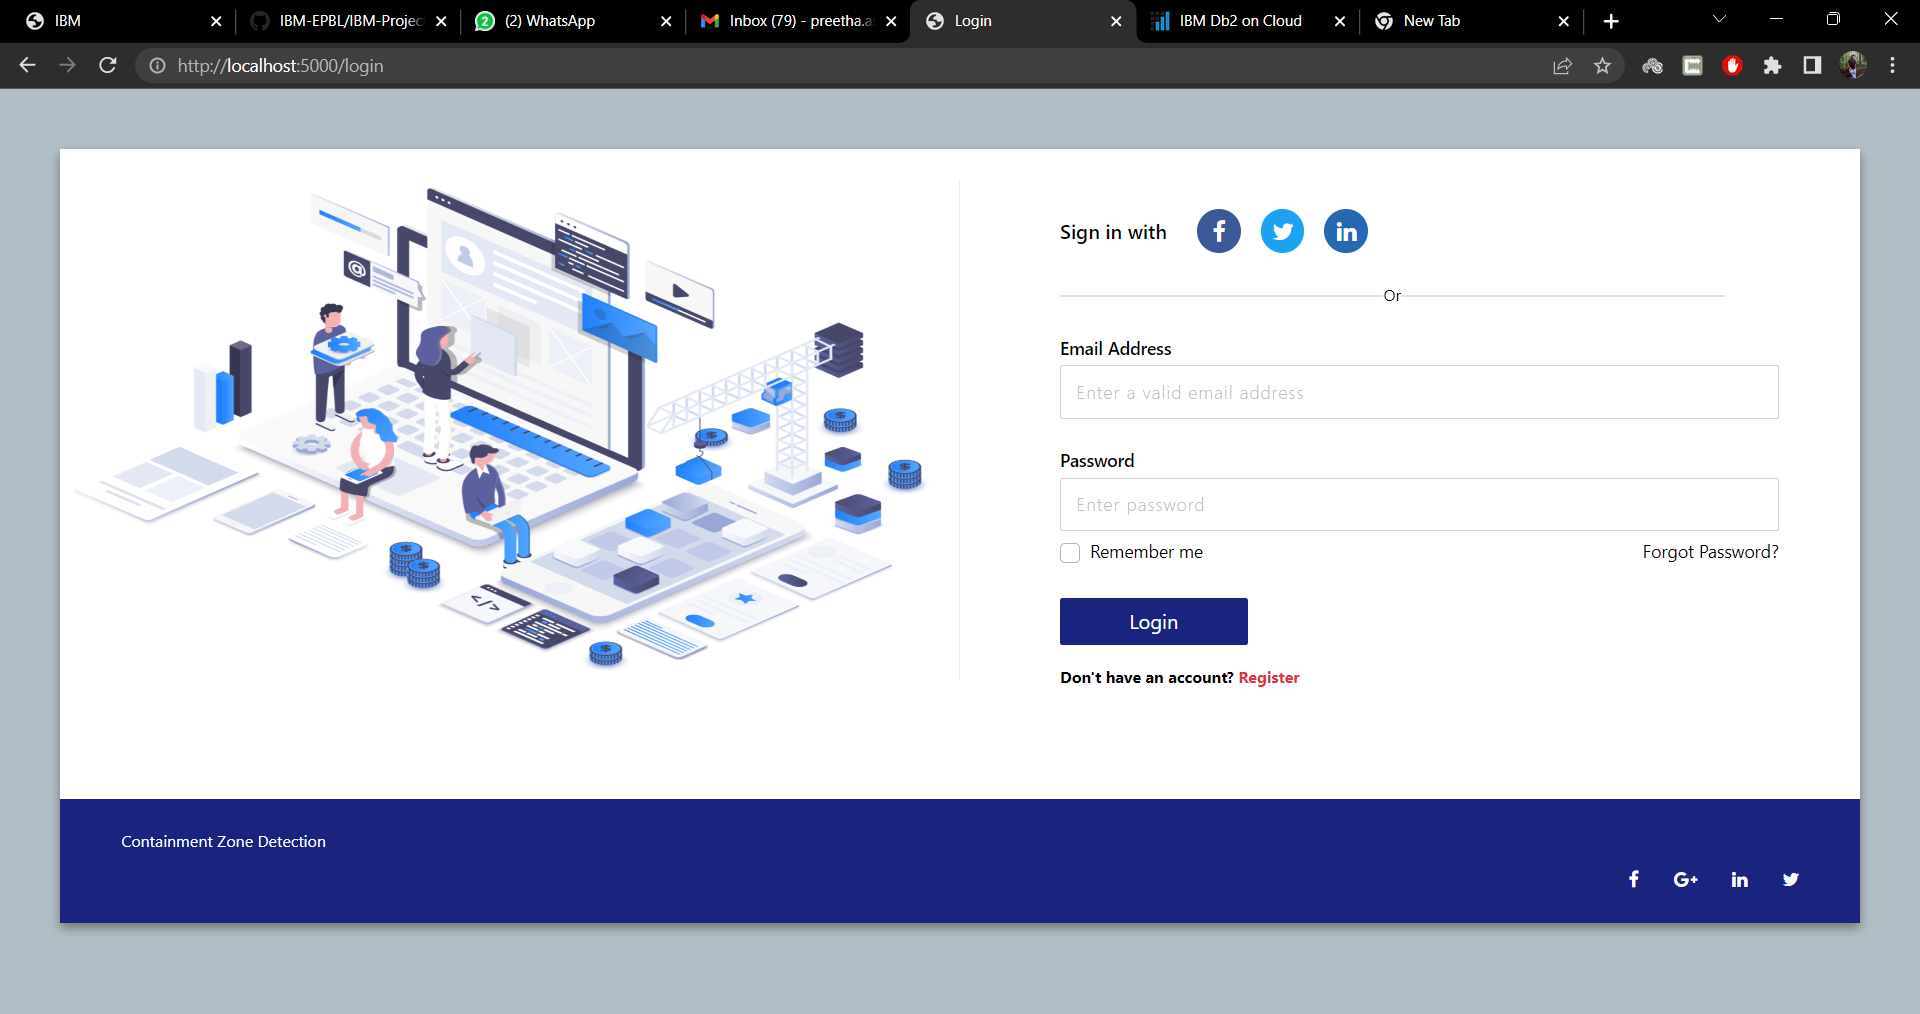 IBM
IBM-EPBL/IBM-Projec
(2) WhatsApp
Inbox (79) - preetha.a
Login
IBM Db2 on Cloud
New Tab
http://localhost:5000/login
Sign in with
Or
Email Address
Enter a valid email address
Password
Enter password
Remember me
Forgot Password?
Login
Don't have an account? Register
Containment Zone Detection